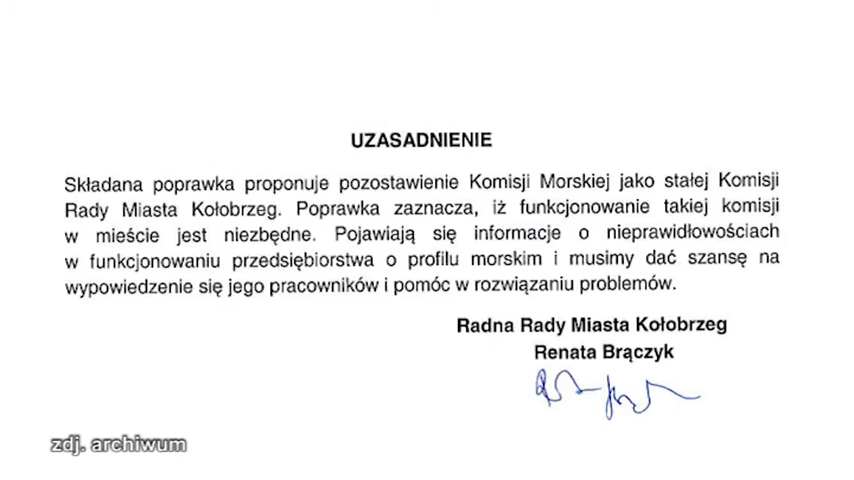 UZASADNIENIE
Składana poprawka proponuje pozostawienie Komisji Morskiej jako stałej Komisji
Rady Miasta Kołobrzeg. Poprawka zaznacza, iż funkcjonowanie takiej komisji
w mieście jest niezbędne. Pojawiają się informacje o nieprawidłowościach
w funkcjonowaniu przedsiębiorstwa o profilu morskim i musimy dać szansę na
wypowiedzenie się jego pracowników i pomóc w rozwiązaniu problemów.
Radna Rady Miasta Kołobrzeg
Renata Brączyk
zdj. archiwum